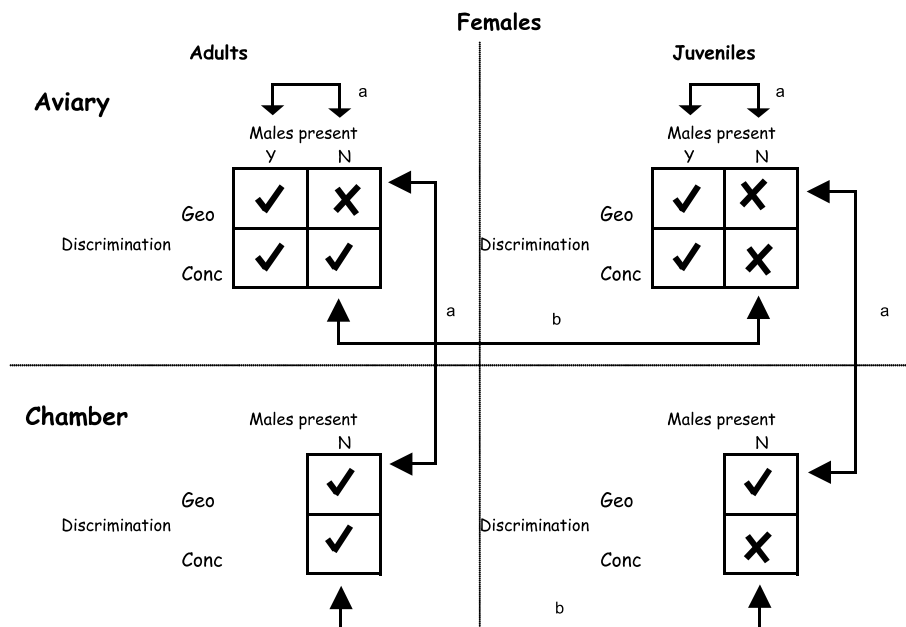 Females
Adults
Juveniles
Aviary
a
a
Males present
Males present
Y N
Y N
Geo
Geo
Discrimination
Discrimination
Conc
Conc
a
b
a
Chamber
Males present
Males present
N
N
Geo
Geo
Discrimination
Discrimination
Conc
Conc
b